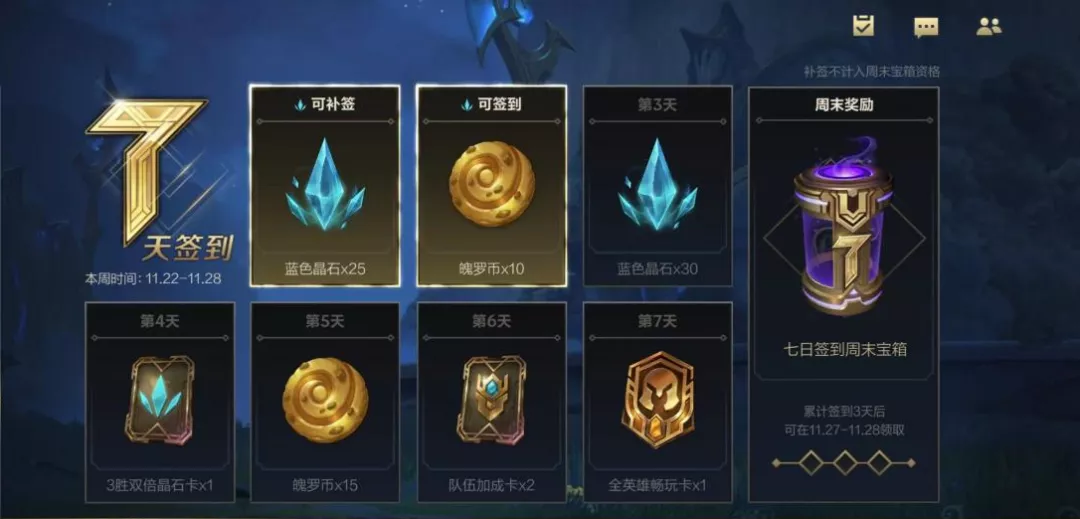 补签不计入周末宝箱资格
7
天签到
本周时间: 11.22-11.28
可补签
蓝色晶石x25
可签到
魄罗币x10
第3天
蓝色晶石x30
周末奖励
七日签到周末宝箱
累计签到3天后
可在11.27-11.28领取
第4天
3胜双倍晶石卡x1
第5天
魄罗币x15
第6天
队伍加成卡x2
第7天
全英雄畅玩卡x1